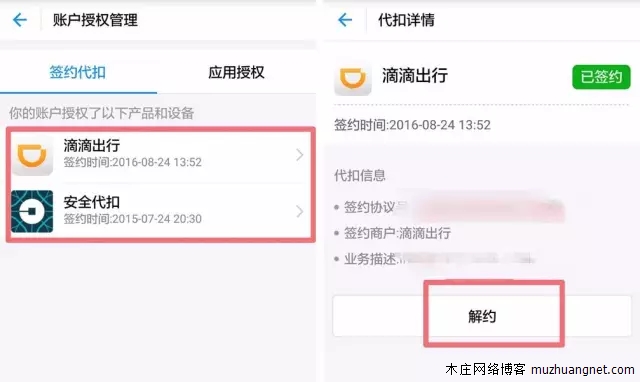 账户授权管理
签约代扣
应用授权
你的账户授权了以下产品和设备
滴滴出行
签约时间:2016-08-24 13:52
安全代扣
签约时间:2015-07-24 20:30
代扣详情
滴滴出行
已签约
签约时间:2016-08-24 13:52
代扣信息
签约协议
签约商户:滴滴出行
业务描述:
解约
木庄网络博客 muzhuangnet.com